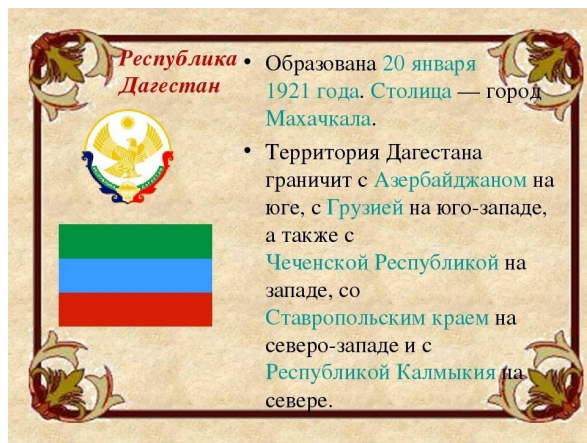 Республика
Дагестан
• Образована 20 января
1921 года. Столица — город
Махачкала.
• Территория Дагестана
граничит с Азербайджаном на
юге, с Грузией на юго-западе,
а также с
Чеченской Республикой на
западе, со
Ставропольским краем на
северо-западе и с
Республикой Калмыкия на
севере.